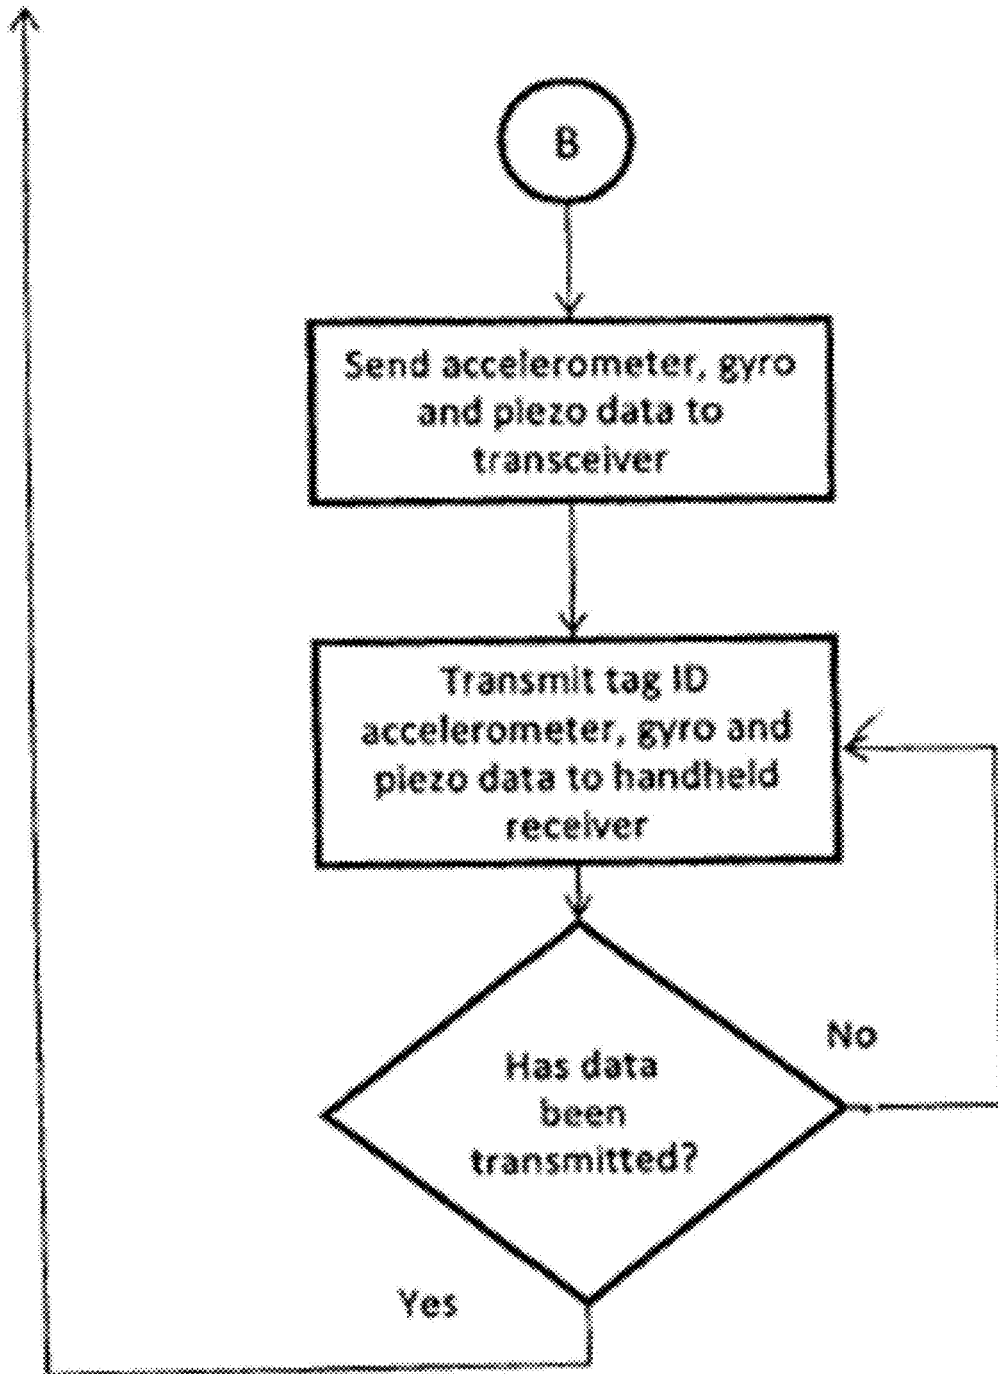 B
Send accelerometer, gyro
and piezo data to
transceiver
Transmit tag ID
accelerometer, gyro and
piezo data to handheld
receiver
No
Has data
been
transmitted?
Yes